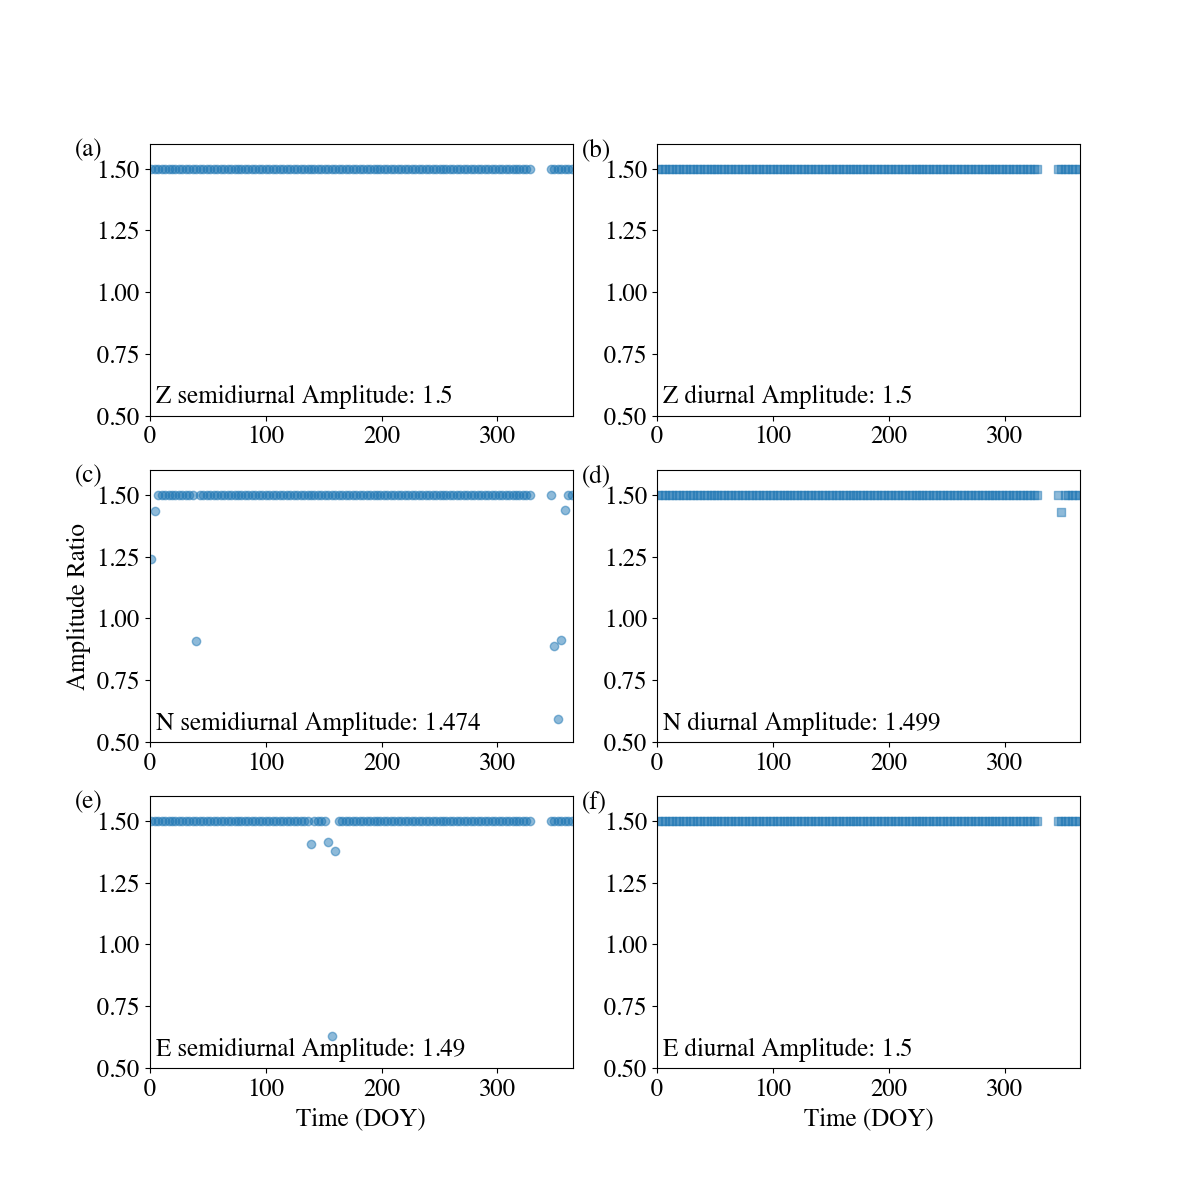 (a)
1.50
1.25
1.00
0.75
0.50
Z semidiurnal Amplitude: 1.5
0 100 200 300
(b)
1.50
1.25
1.00
0.75
0.50
Z diurnal Amplitude: 1.5
0 100 200 300
Amplitude Ratio
(c)
1.50
1.25
1.00
0.75
0.50
N semidiurnal Amplitude: 1.474
0 100 200 300
(d)
1.50
1.25
1.00
0.75
0.50
N diurnal Amplitude: 1.499
0 100 200 300
(e)
1.50
1.25
1.00
0.75
0.50
E semidiurnal Amplitude: 1.49
0 100 200 300
Time (DOY)
(f)
1.50
1.25
1.00
0.75
0.50
E diurnal Amplitude: 1.5
0 100 200 300
Time (DOY)